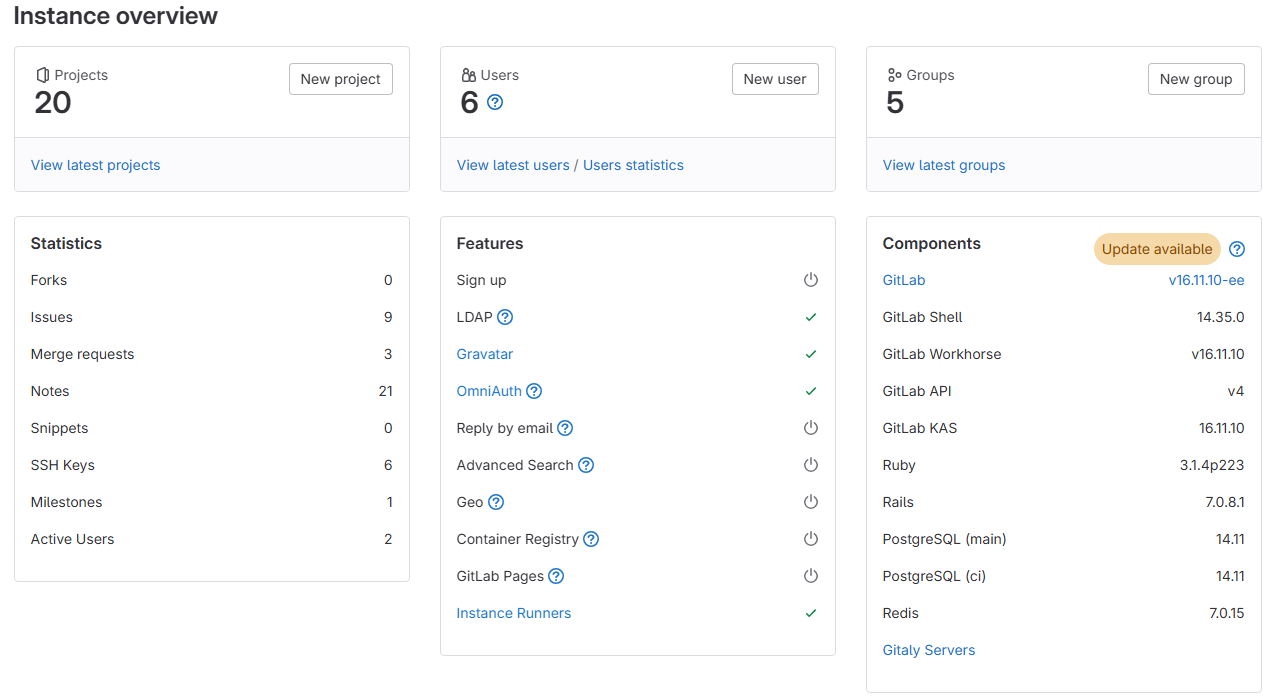 Instance overview
Projects
20
New project
View latest projects
Users
6
New user
View latest users / Users statistics
Groups
5
New group
View latest groups
Statistics
Forks 0
Issues 9
Merge requests 3
Notes 21
Snippets 0
SSH Keys 6
Milestones 1
Active Users 2
Features
Sign up
LDAP
Gravatar
OmniAuth
Reply by email
Advanced Search
Geo
Container Registry
GitLab Pages
Instance Runners
Components Update available
GitLab v16.11.10-ee
GitLab Shell 14.35.0
GitLab Workhorse v16.11.10
GitLab API v4
GitLab KAS 16.11.10
Ruby 3.1.4p223
Rails 7.0.8.1
PostgreSQL (main) 14.11
PostgreSQL (ci) 14.11
Redis 7.0.15
Gitaly Servers